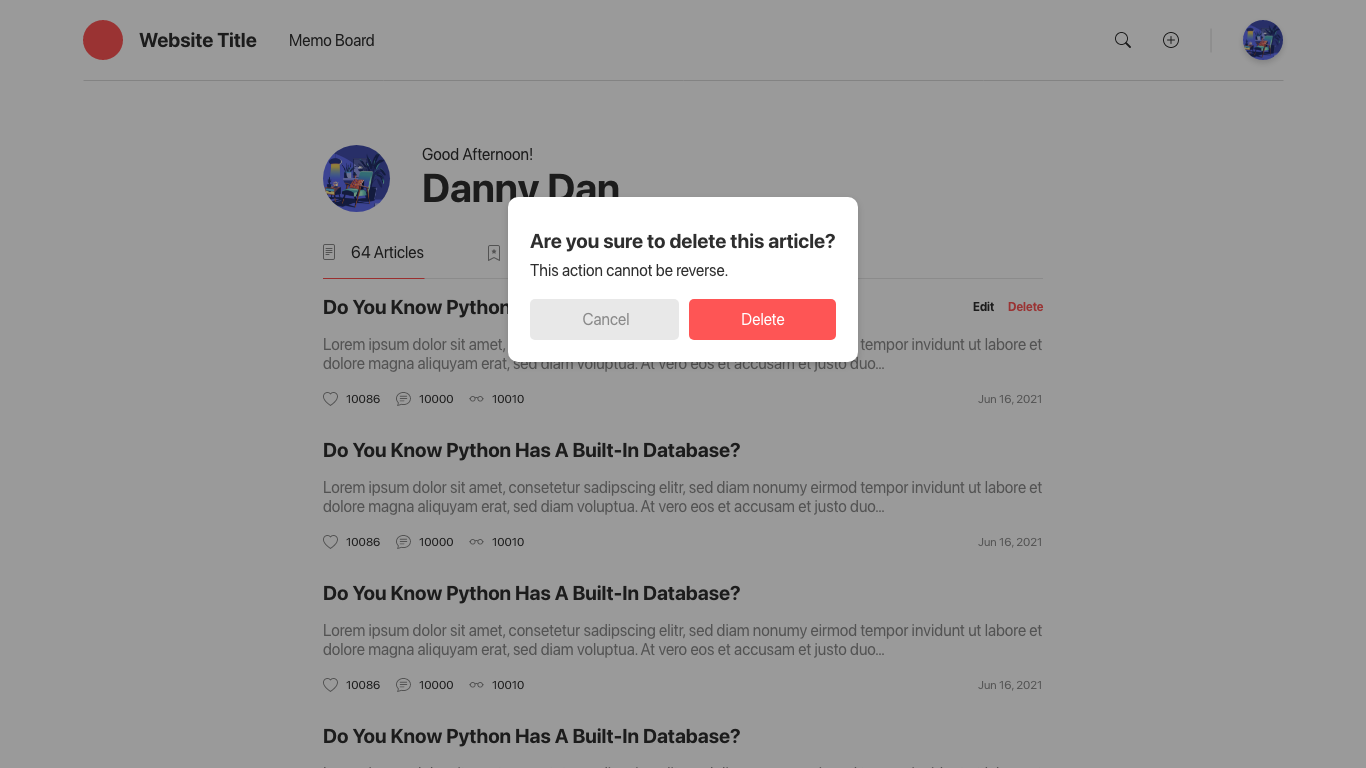 Website Title
Memo Board
Good Afternoon!
Danny Dan
64 Articles
Are you sure to delete this article?
This action cannot be reverse.
Cancel
Delete
Do You Know Python
Edit
Delete
Lorem ipsum dolor sit amet,
tempor invidunt ut labore et
dolore magna aliquyam erat, sed diam voluptua. At vero eos et accusam et justo duo...
10086
10000
10010
Jun 16, 2021
Do You Know Python Has A Built-In Database?
Lorem ipsum dolor sit amet, consetetur sadipscing elitr, sed diam nonumy eirmod tempor invidunt ut labore et
dolore magna aliquyam erat, sed diam voluptua. At vero eos et accusam et justo duo...
10086
10000
10010
Jun 16, 2021
Do You Know Python Has A Built-In Database?
Lorem ipsum dolor sit amet, consetetur sadipscing elitr, sed diam nonumy eirmod tempor invidunt ut labore et
dolore magna aliquyam erat, sed diam voluptua. At vero eos et accusam et justo duo...
10086
10000
10010
Jun 16, 2021
Do You Know Python Has A Built-In Database?